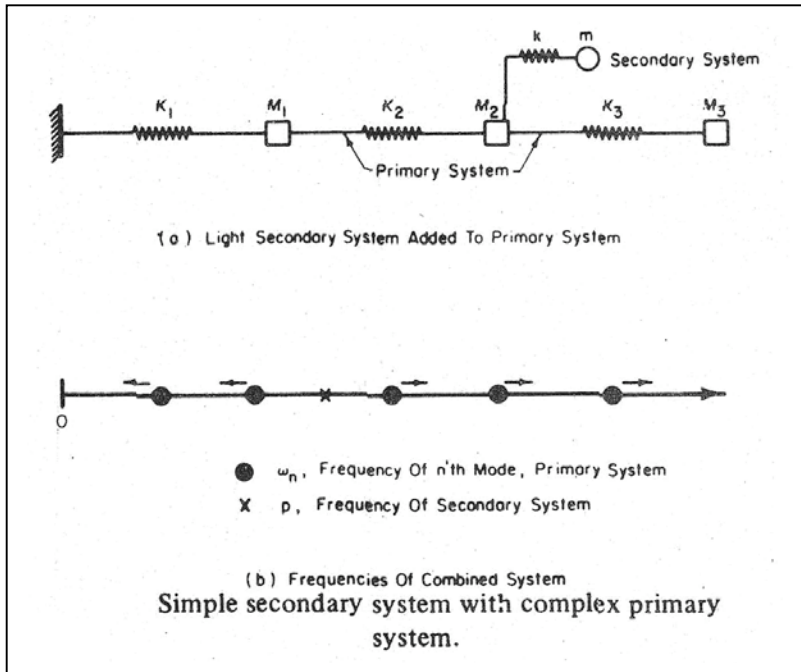 k m
Secondary System
K1 M1 K2 M2 K3 M3
Primary System
(a) Light Secondary System Added To Primary System
0
ωn, Frequency Of n'th Mode, Primary System
x p, Frequency Of Secondary System
(b) Frequencies Of Combined System
Simple secondary system with complex primary
system.